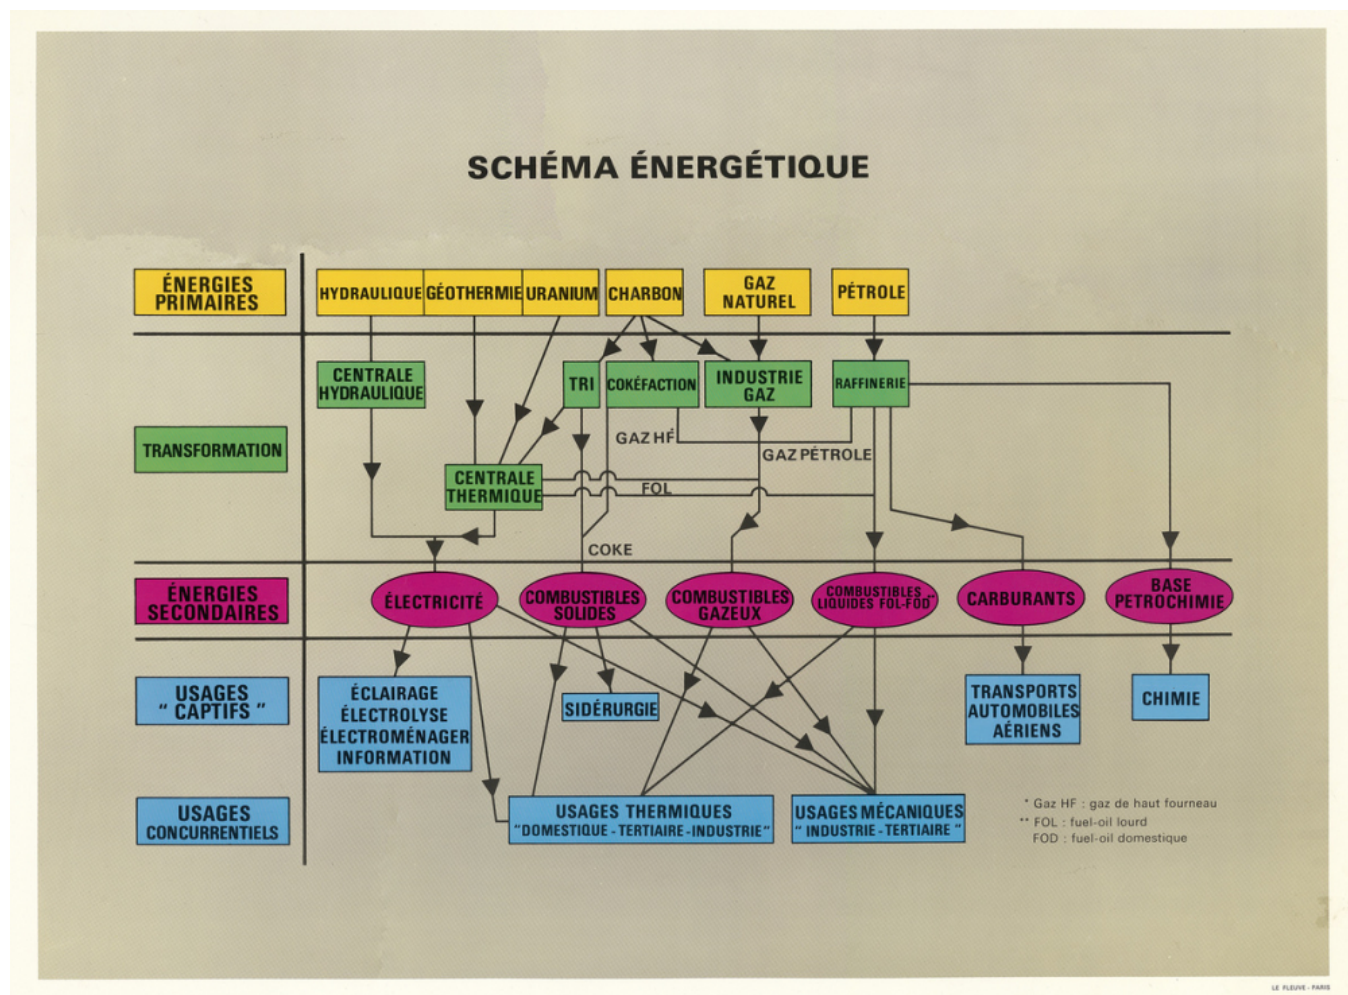 SCHÉMA ÉNERGÉTIQUE
ÉNERGIES
PRIMAIRES
HYDRAULIQUE
GÉOTHERMIE
URANIUM
CHARBON
GAZ
NATUREL
PÉTROLE
TRANSFORMATION
CENTRALE
HYDRAULIQUE
TRI
COKÉFACTION
INDUSTRIE
GAZ
RAFFINERIE
GAZ HF*
GAZ PÉTROLE
CENTRALE
THERMIQUE
FOL
COKE
ÉNERGIES
SECONDAIRES
ÉLECTRICITÉ
COMBUSTIBLES
SOLIDES
COMBUSTIBLES
GAZEUX
COMBUSTIBLES
LIQUIDES FOL-FOD**
CARBURANTS
BASE
PETROCHIMIE
USAGES
" CAPTIFS "
ÉCLAIRAGE
ÉLECTROLYSE
ÉLECTROMÉNAGER
INFORMATION
SIDÉRURGIE
TRANSPORTS
AUTOMOBILES
AÉRIENS
CHIMIE
USAGES
CONCURRENTIELS
USAGES THERMIQUES
"DOMESTIQUE - TERTIAIRE - INDUSTRIE"
USAGES MÉCANIQUES
" INDUSTRIE - TERTIAIRE "
* Gaz HF : gaz de haut fourneau
** FOL : fuel-oil lourd
FOD : fuel-oil domestique
LE FLEUVE - PARIS